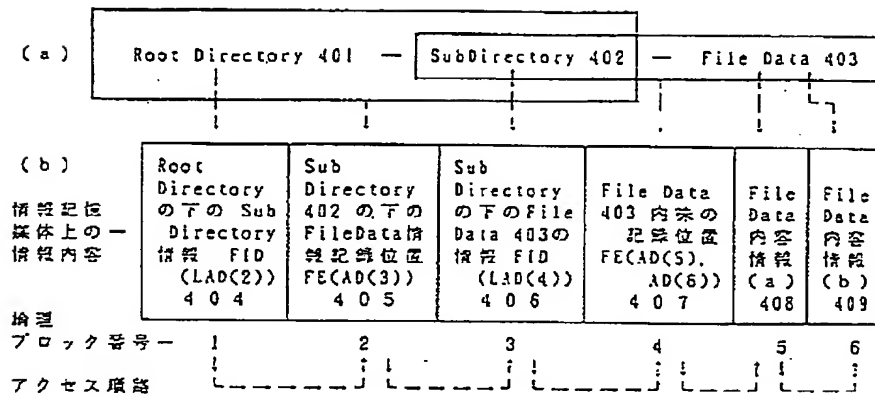 (a)
Root Directory 401 — SubDirectory 402 — File Data 403
(b)
情報記憶
媒体上の
情報内容
Root
Directory
の下の Sub
Directory
情報 FID
(LAD(2))
404
Sub
Directory
402 の下の
FileData情
報記録位置
FE(AD(3))
405
Sub
Directory
の下のFile
Data 403の
情報 FID
(LAD(4))
406
File Data
403 内容の
記録位置
FE(AD(5),
AD(6))
407
File
Data
内容
情報
(a)
408
File
Data
内容
情報
(b)
409
論理
ブロック番号 1 2 3 4 5 6
アクセス経路